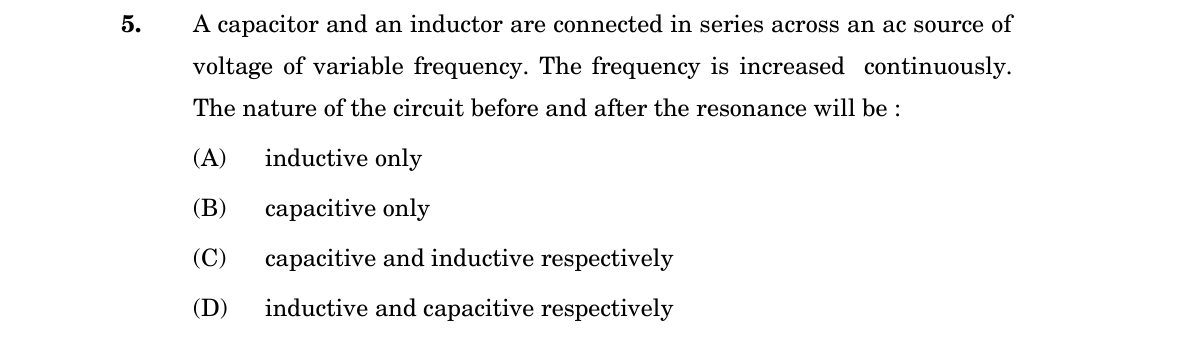 5. A capacitor and an inductor are connected in series across an ac source of
voltage of variable frequency. The frequency is increased continuously.
The nature of the circuit before and after the resonance will be :
(A) inductive only
(B) capacitive only
(C) capacitive and inductive respectively
(D) inductive and capacitive respectively